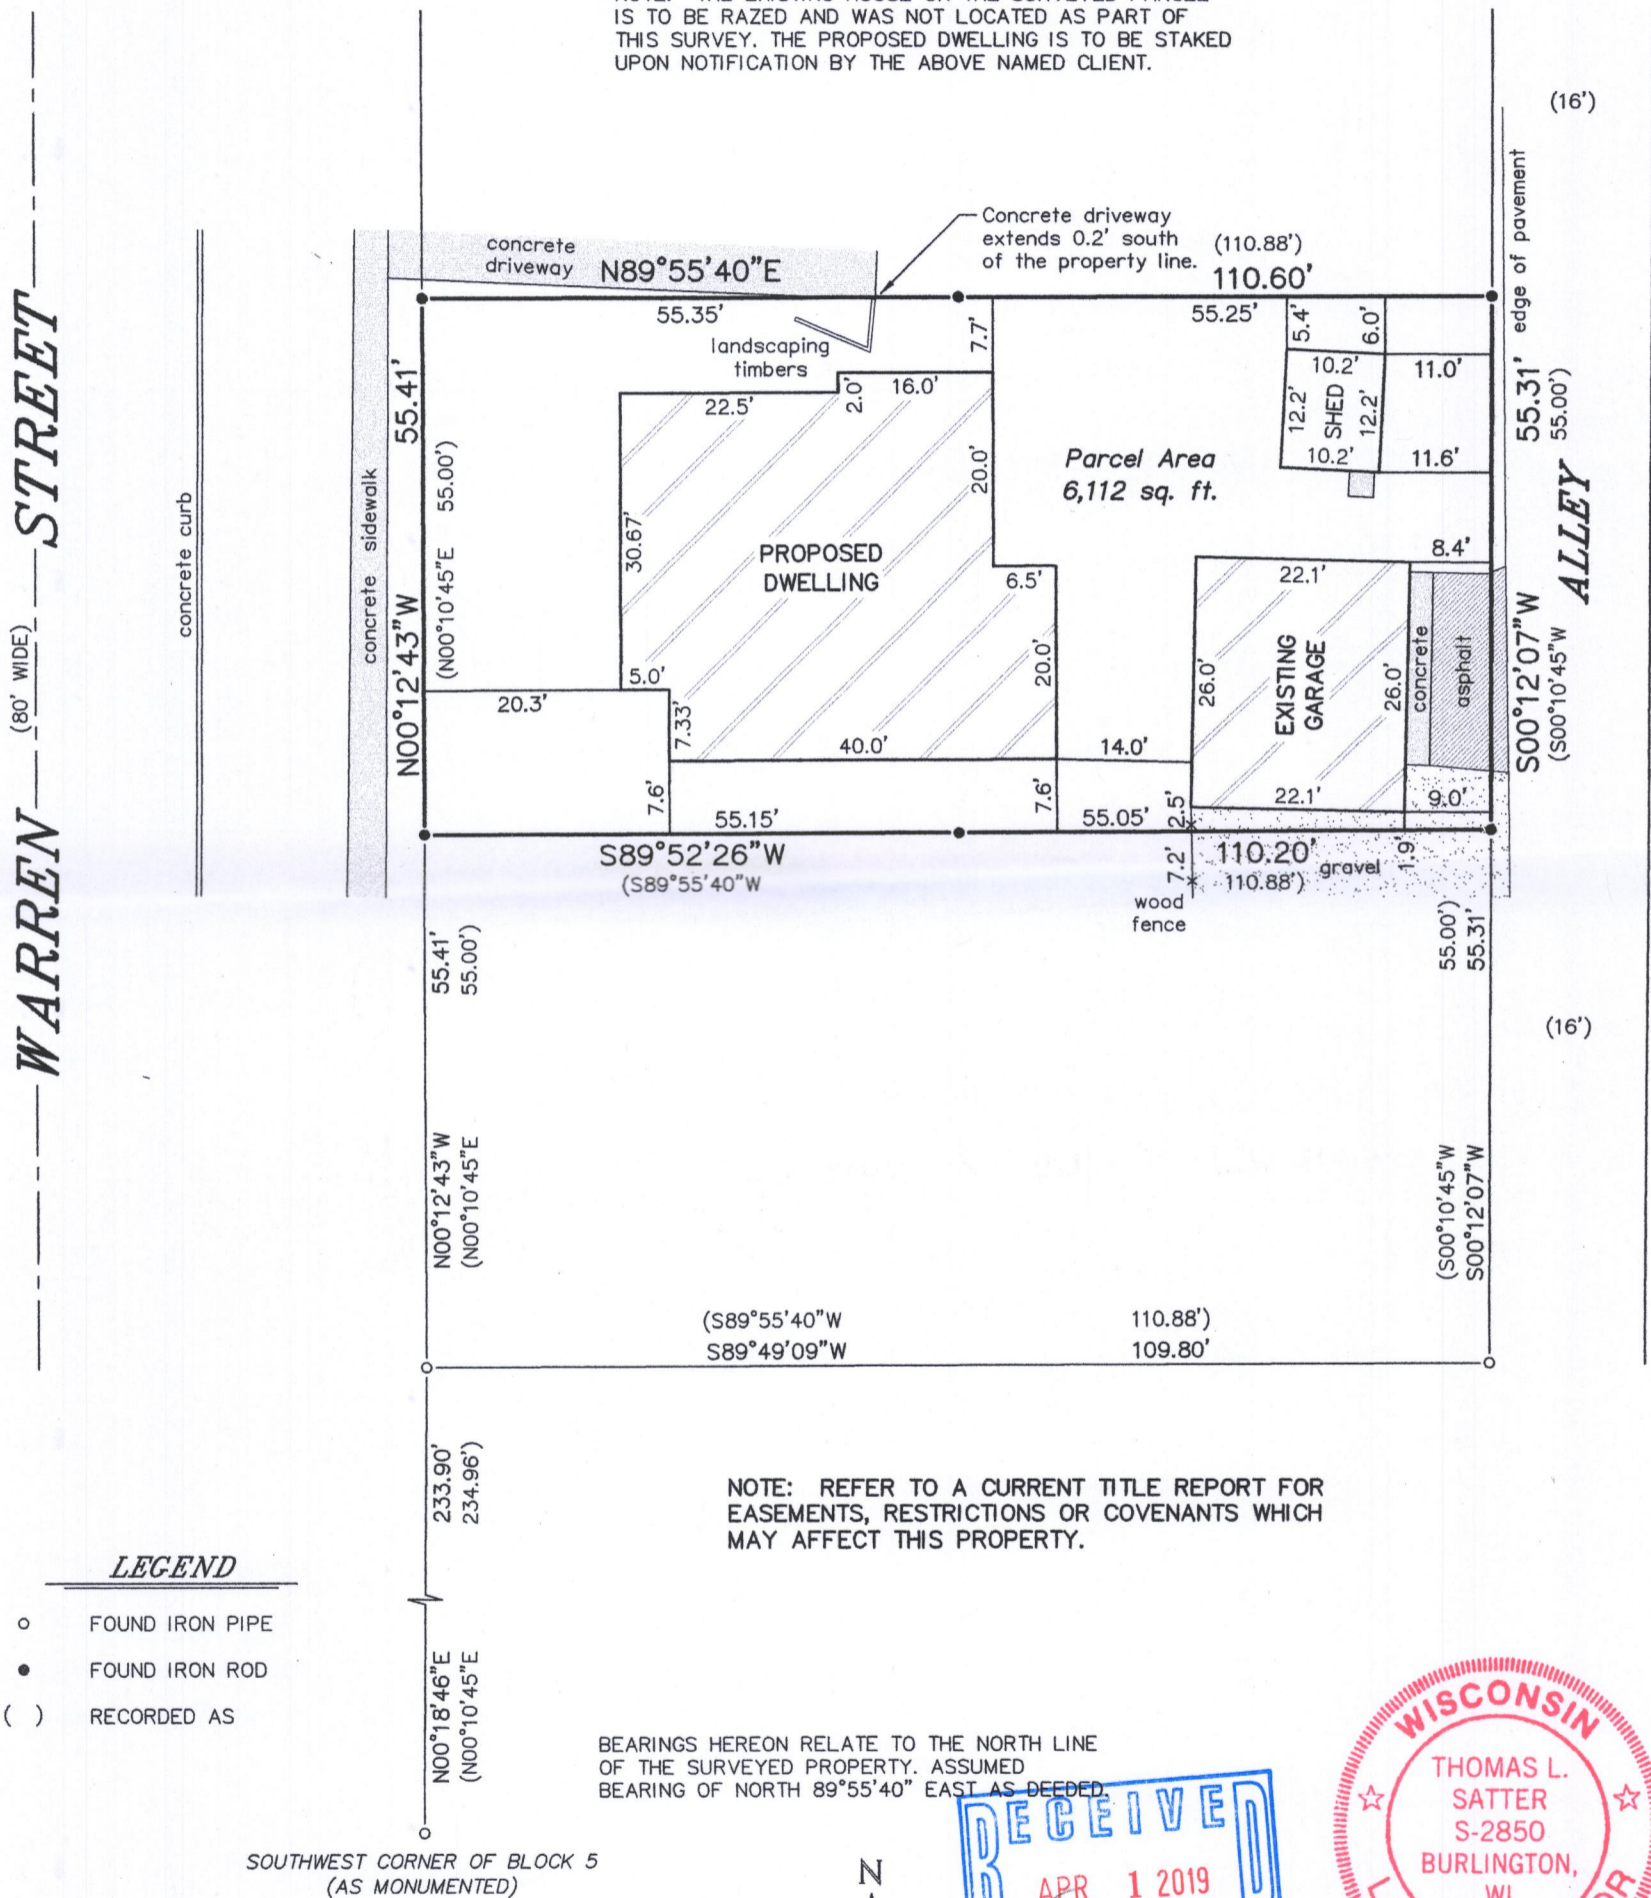 IS TO BE RAZED AND WAS NOT LOCATED AS PART OF
THIS SURVEY. THE PROPOSED DWELLING IS TO BE STAKED
UPON NOTIFICATION BY THE ABOVE NAMED CLIENT.
(16')
edge of pavement
Concrete driveway
extends 0.2' south
of the property line.
(110.88')
110.60'
concrete
driveway
N89°55'40"E
55.35'
55.25'
landscaping
timbers
7.7'
5.4'
6.0'
10.2'
11.0'
12.2'
SHED
12.2'
10.2'
11.6'
22.5'
2.0'
16.0'
20.0'
Parcel Area
6,112 sq. ft.
WARREN STREET
(80' WIDE)
concrete curb
concrete sidewalk
N00°12'43"W 55.41'
(N00°10'45"E 55.00')
30.67'
PROPOSED
DWELLING
6.5'
20.0'
5.0'
20.3'
7.33'
40.0'
14.0'
7.6'
7.6'
8.4'
22.1'
26.0'
EXISTING
GARAGE
26.0'
concrete
asphalt
22.1'
9.0'
2.5'
S00°12'07"W 55.31'
(S00°10'45"W 55.00')
ALLEY
55.15'
55.05'
S89°52'26"W
110.20'
(S89°55'40"W
110.88')
7.2'
1.9'
gravel
wood
fence
55.41'
55.00')
55.00')
55.31'
(16')
N00°12'43"W
(N00°10'45"E
(S00°10'45"W
S00°12'07"W
(S89°55'40"W 110.88')
S89°49'09"W 109.80'
233.90'
234.96')
NOTE: REFER TO A CURRENT TITLE REPORT FOR
EASEMENTS, RESTRICTIONS OR COVENANTS WHICH
MAY AFFECT THIS PROPERTY.
LEGEND
FOUND IRON PIPE
FOUND IRON ROD
( ) RECORDED AS
N00°18'46"E
(N00°10'45"E
BEARINGS HEREON RELATE TO THE NORTH LINE
OF THE SURVEYED PROPERTY. ASSUMED
BEARING OF NORTH 89°55'40" EAST AS DEEDED.
SOUTHWEST CORNER OF BLOCK 5
(AS MONUMENTED)
N
RECEIVED
APR 1 2019
WISCONSIN
THOMAS L.
SATTER
S-2850
BURLINGTON,
WI